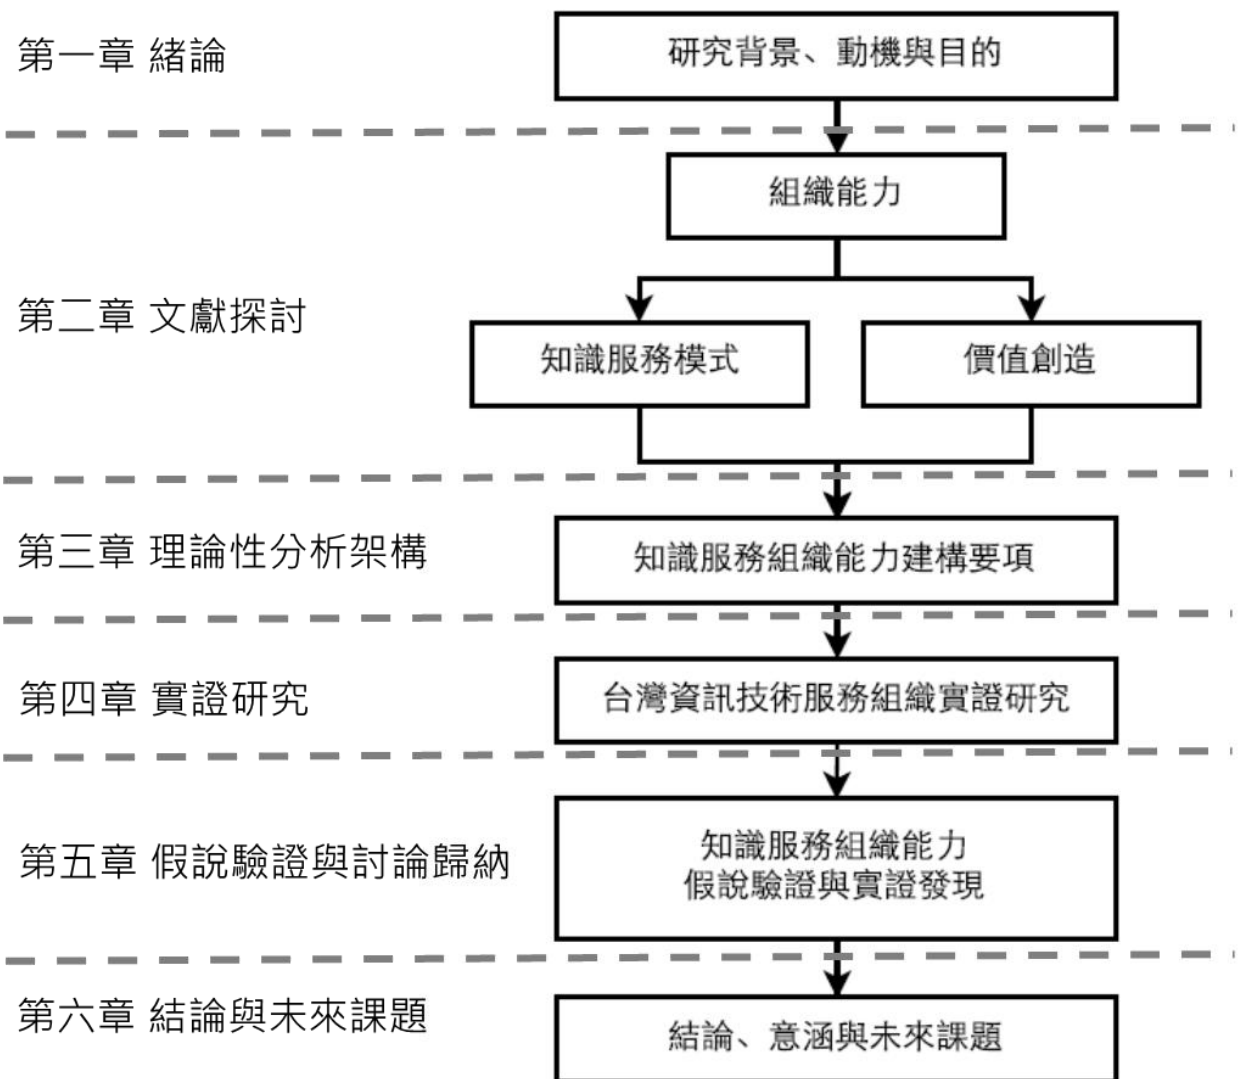 第一章 緒論
研究背景、動機與目的
組織能力
第二章 文獻探討
知識服務模式
價值創造
第三章 理論性分析架構
知識服務組織能力建構要項
第四章 實證研究
台灣資訊技術服務組織實證研究
第五章 假說驗證與討論歸納
知識服務組織能力
假說驗證與實證發現
第六章 結論與未來課題
結論、意涵與未來課題